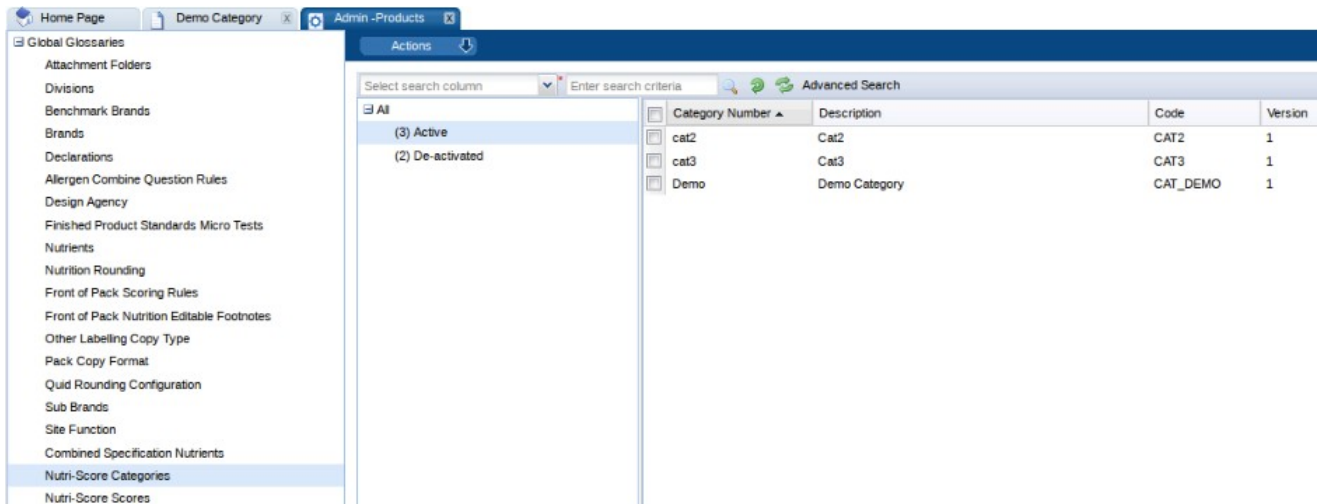 Home Page
Demo Category
Admin -Products
Global Glossaries
Attachment Folders
Divisions
Benchmark Brands
Brands
Declarations
Allergen Combine Question Rules
Design Agency
Finished Product Standards Micro Tests
Nutrients
Nutrition Rounding
Front of Pack Scoring Rules
Front of Pack Nutrition Editable Footnotes
Other Labelling Copy Type
Pack Copy Format
Quid Rounding Configuration
Sub Brands
Site Function
Combined Specification Nutrients
Nutri-Score Categories
Nutri-Score Scores
Actions
Select search column * Enter search criteria Advanced Search
All
(3) Active
(2) De-activated
Category Number Description Code Version
cat2 Cat2 CAT2 1
cat3 Cat3 CAT3 1
Demo Demo Category CAT_DEMO 1